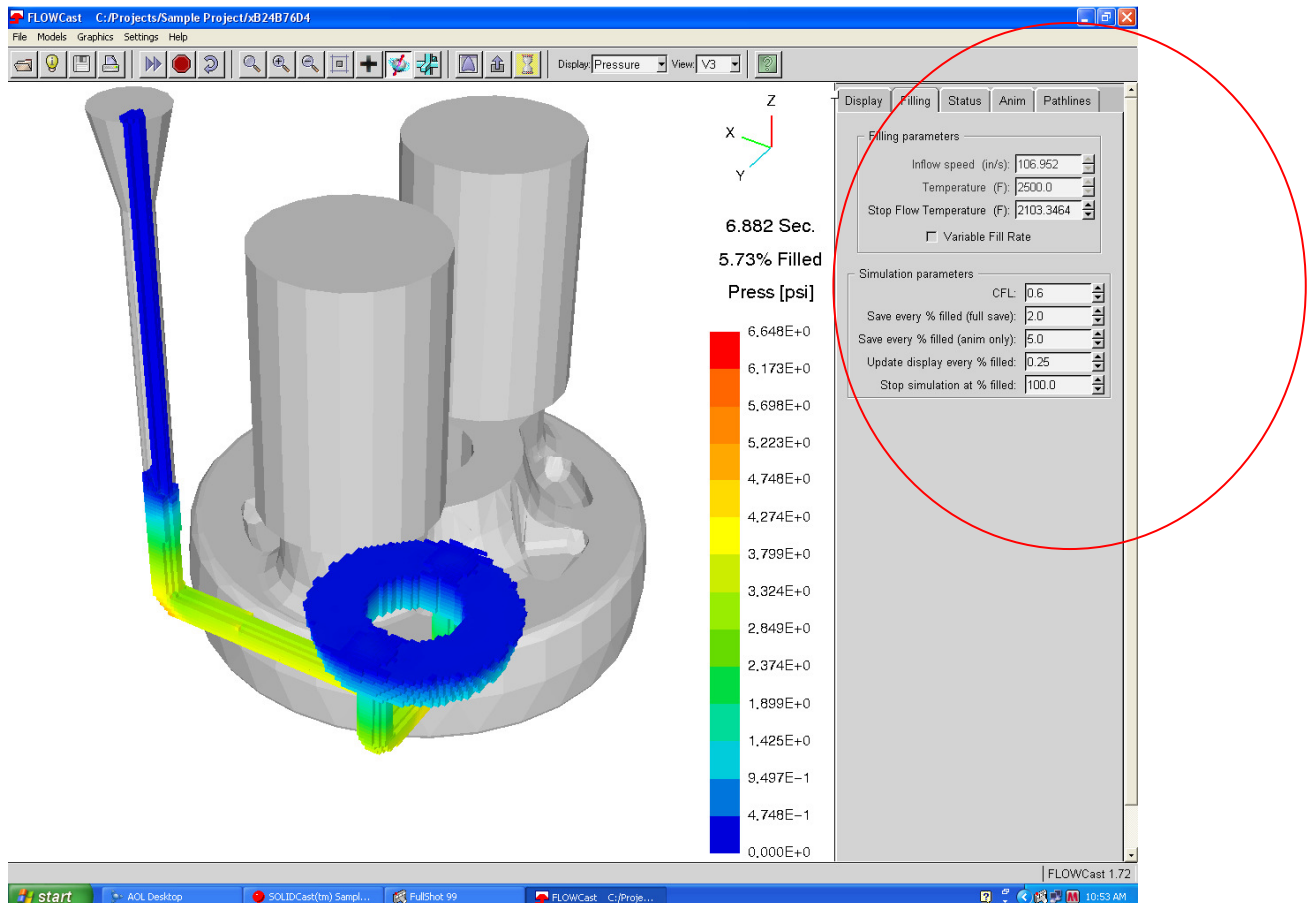 FLOWCast C:/Projects/Sample Project/xB24B76D4
File Models Graphics Settings Help
Display: Pressure View: V3
Display Filling Status Anim Pathlines
Z
X
Y
Filling parameters
Inflow speed (in/s): 106.952
Temperature (F): 2500.0
Stop Flow Temperature (F): 2103.3464
Variable Fill Rate
6.882 Sec.
5.73% Filled
Press [psi]
Simulation parameters
CFL: 0.6
Save every % filled (full save): 2.0
Save every % filled (anim only): 5.0
Update display every % filled: 0.25
Stop simulation at % filled: 100.0
6.648E+0
6.173E+0
5.698E+0
5.223E+0
4.748E+0
4.274E+0
3.799E+0
3.324E+0
2.849E+0
2.374E+0
1.899E+0
1.425E+0
9.497E-1
4.748E-1
0.000E+0
FLOWCast 1.72
start AOL Desktop SOLIDCast(tm) Sampl... FullShot 99 FLOWCast C:/Proje... 10:53 AM